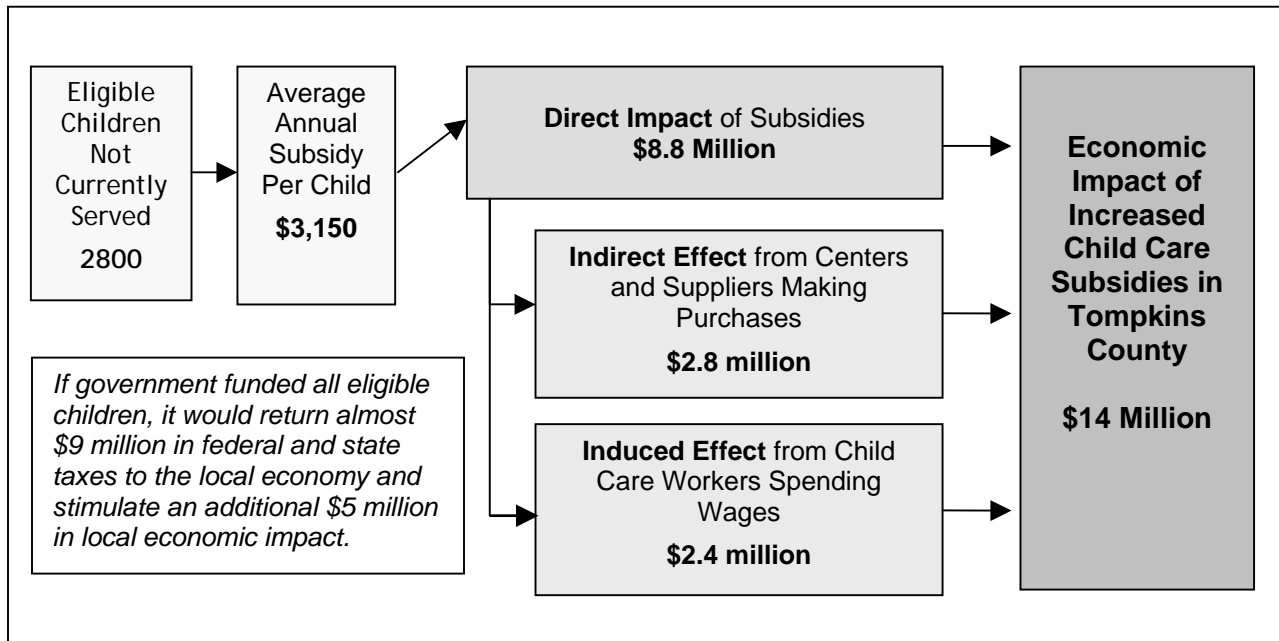 Eligible
Children
Not
Currently
Served
2800
Average
Annual
Subsidy
Per Child
$3,150
Direct Impact of Subsidies
$8.8 Million
Indirect Effect from Centers
and Suppliers Making
Purchases
$2.8 million
Induced Effect from Child
Care Workers Spending
Wages
$2.4 million
Economic
Impact of
Increased
Child Care
Subsidies in
Tompkins
County
$14 Million
If government funded all eligible
children, it would return almost
$9 million in federal and state
taxes to the local economy and
stimulate an additional $5 million
in local economic impact.